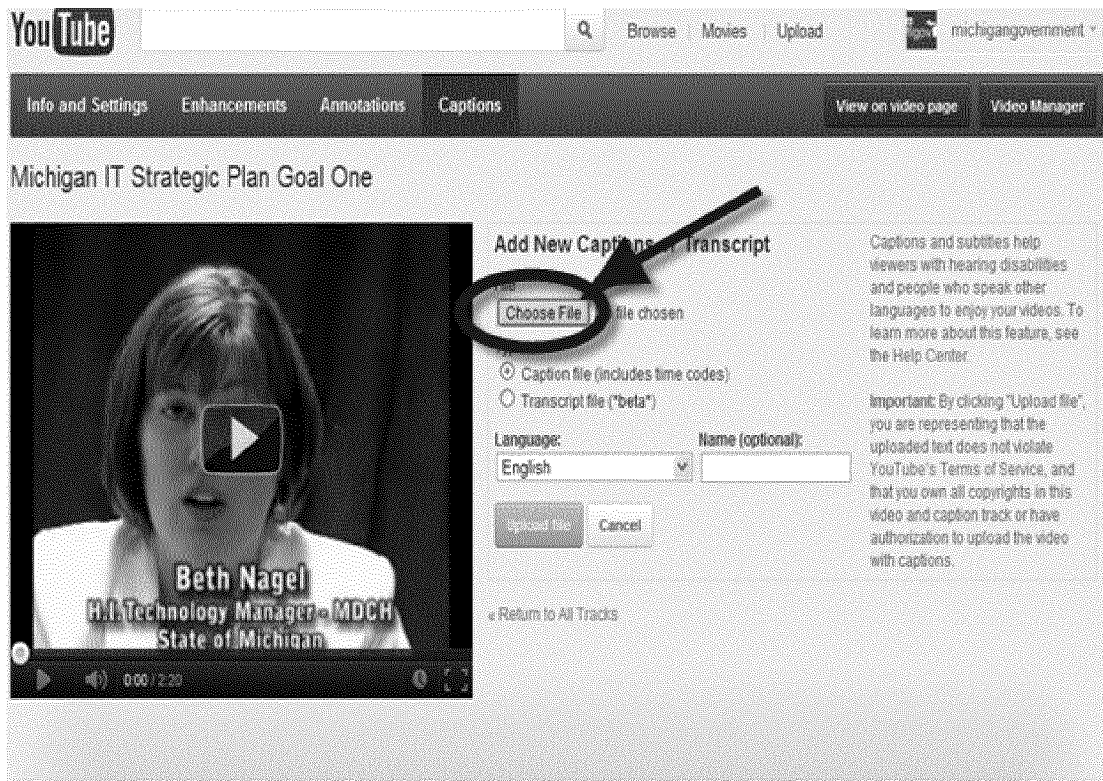 YouTube
Browse Movies Upload michigangovernment
Info and Settings Enhancements Annotations Captions View on video page Video Manager
Michigan IT Strategic Plan Goal One
Beth Nagel
H.I. Technology Manager - MDCH
State of Michigan
0:00 / 2:20
Add New Captions or Transcript
Choose File file chosen
Caption file (includes time codes)
Transcript file (*beta*)
Language: Name (optional):
English
Upload file Cancel
« Return to All Tracks
Captions and subtitles help
viewers with hearing disabilities
and people who speak other
languages to enjoy your videos. To
learn more about this feature, see
the Help Center
Important: By clicking "Upload file",
you are representing that the
uploaded text does not violate
YouTube's Terms of Service, and
that you own all copyrights in this
video and caption track or have
authorization to upload the video
with captions.